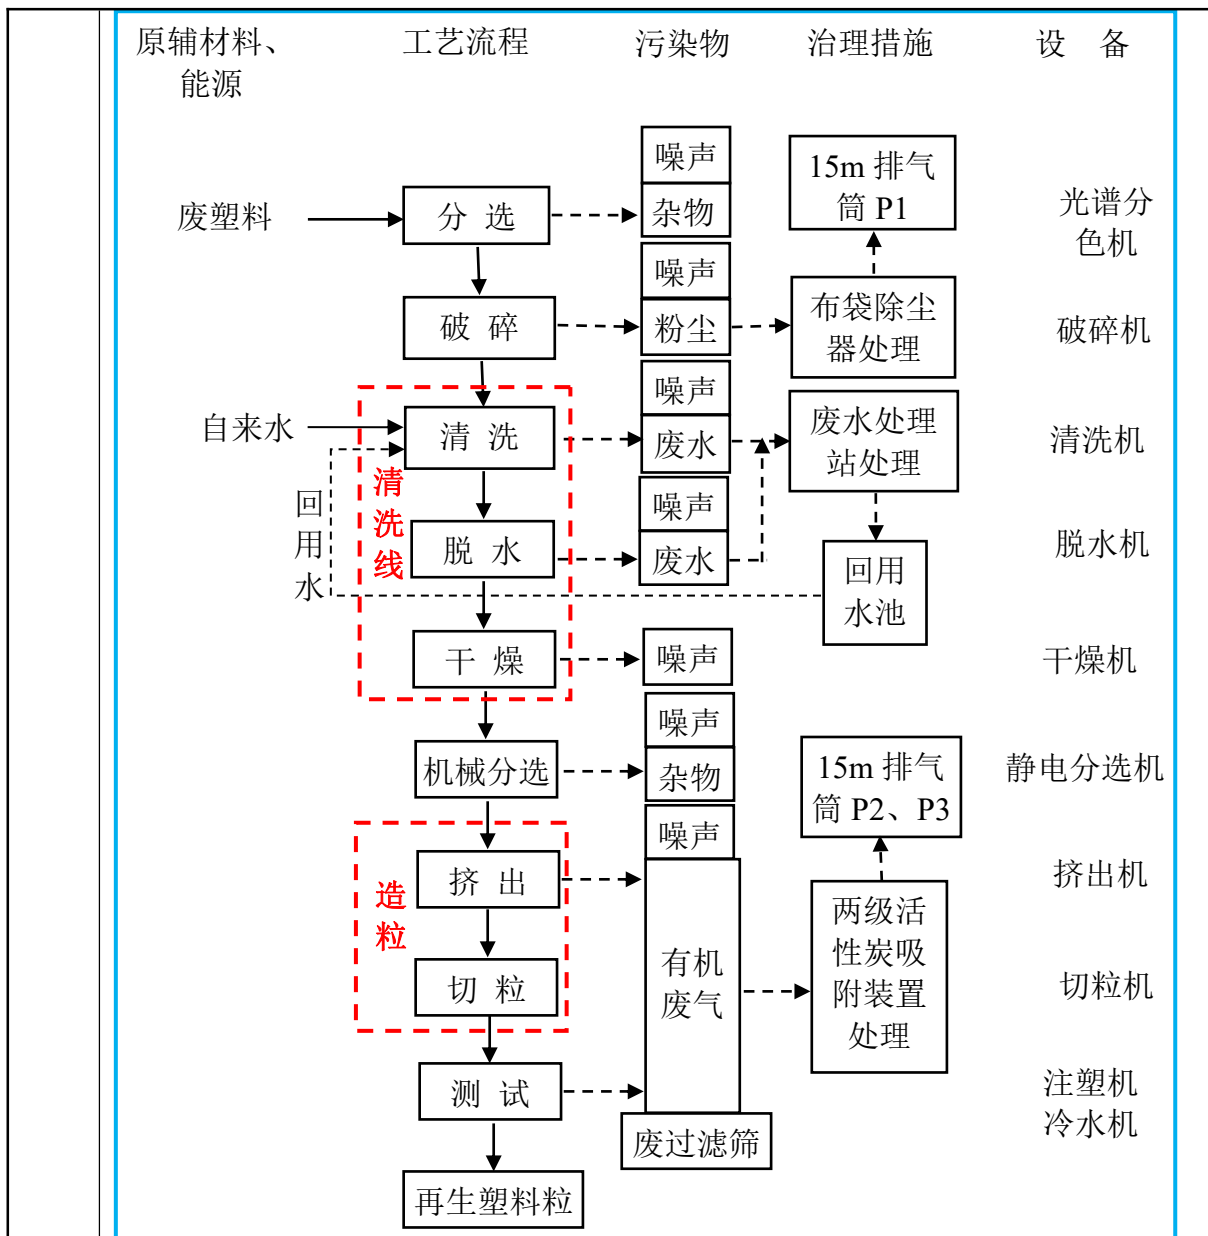 原辅材料、
能源
工艺流程
污染物
治理措施
设 备
噪声
15m 排气
筒 P1
废塑料
分 选
杂物
光谱分
色机
噪声
破 碎
粉尘
布袋除尘
器处理
破碎机
噪声
自来水
清 洗
废水
废水处理
站处理
清洗机
清洗线
回用水
噪声
脱 水
废水
回用
水池
脱水机
干 燥
噪声
干燥机
噪声
机械分选
杂物
15m 排气
筒 P2、P3
静电分选机
噪声
造粒
挤 出
挤出机
有机
废气
两级活
性炭吸
附装置
处理
切 粒
切粒机
测 试
注塑机
冷水机
废过滤筛
再生塑料粒